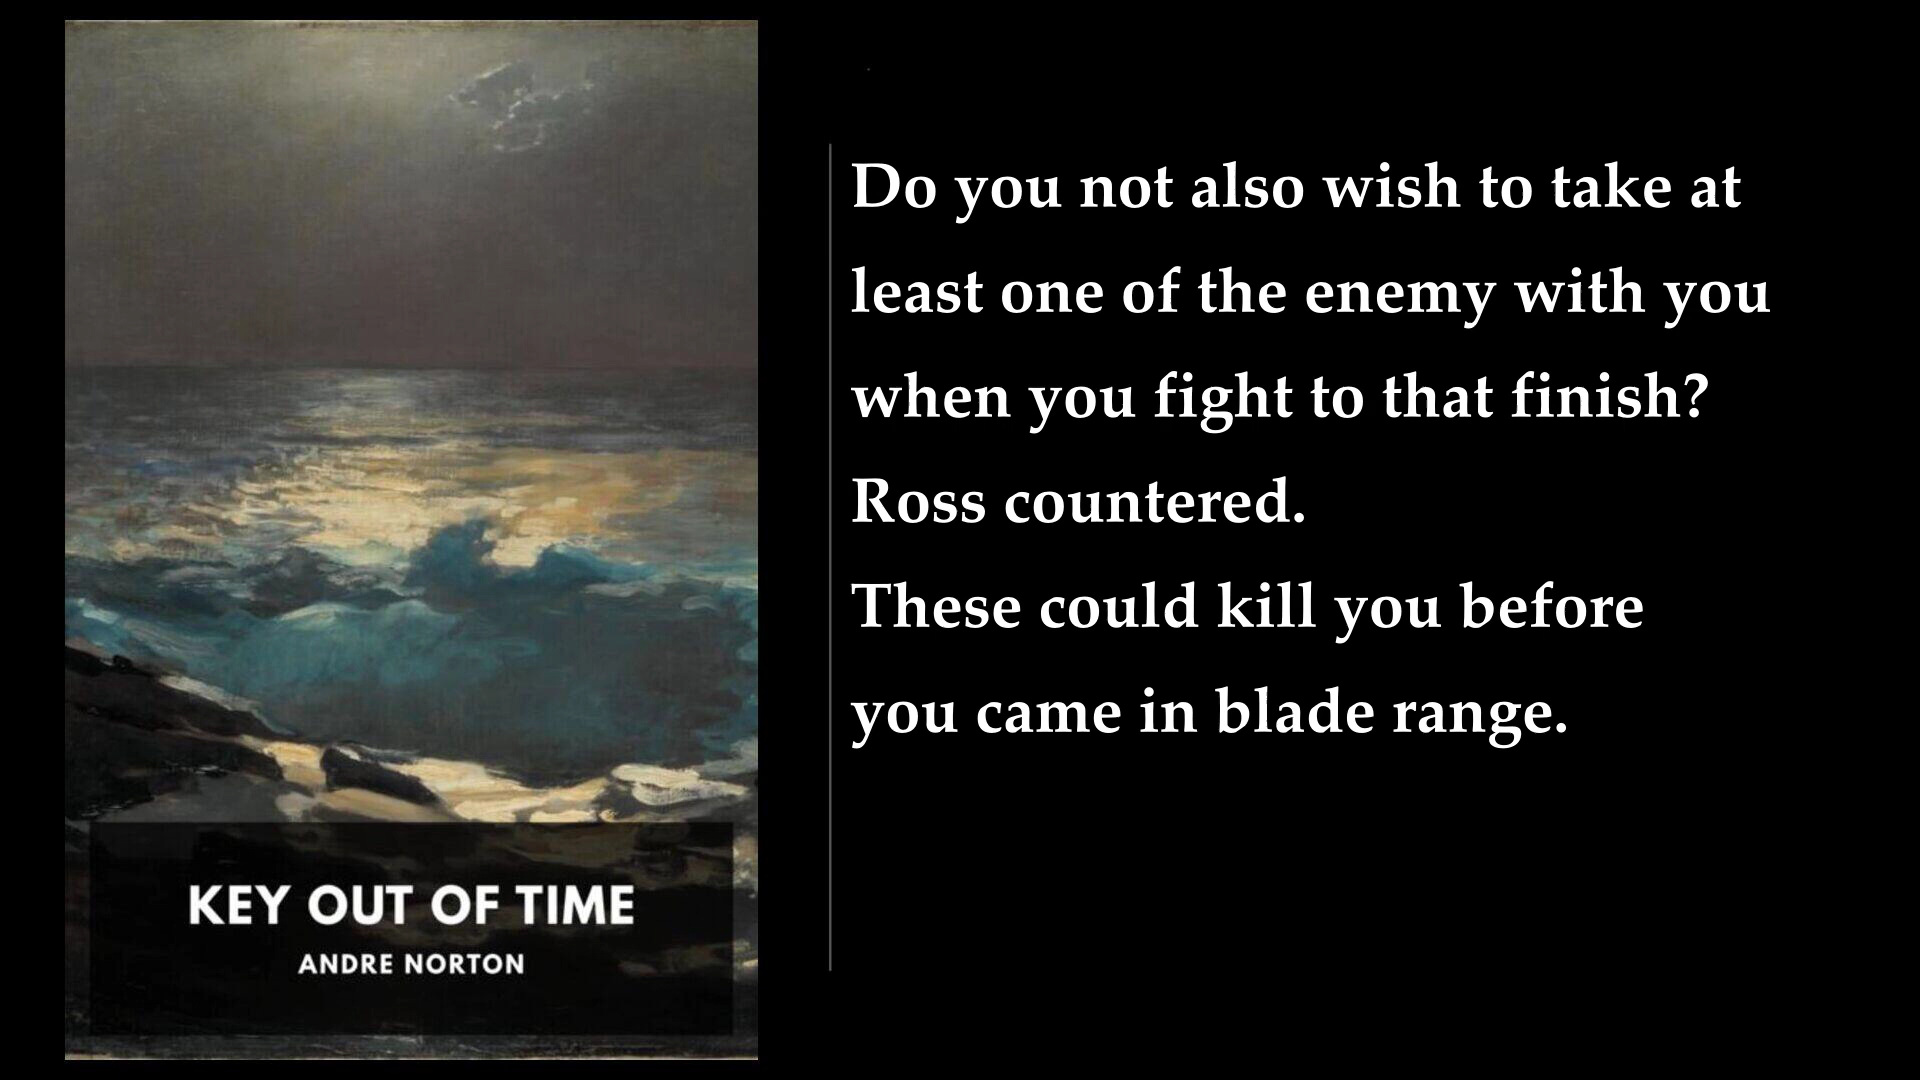 KEY OUT OF TIME
ANDRE NORTON
Do you not also wish to take at
least one of the enemy with you
when you fight to that finish?
Ross countered.
These could kill you before
you came in blade range.